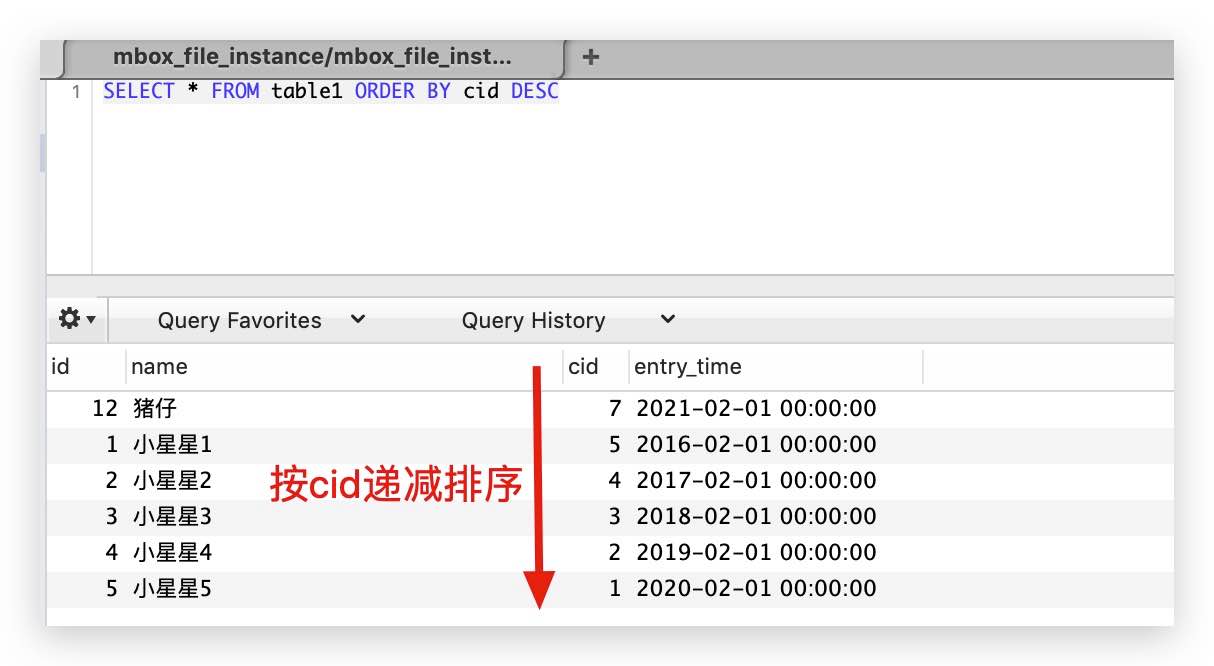 mbox_file_instance/mbox_file_inst...
1 SELECT * FROM table1 ORDER BY cid DESC
Query Favorites Query History
id name cid entry_time
12 猪仔 7 2021-02-01 00:00:00
1 小星星1 5 2016-02-01 00:00:00
2 小星星2 4 2017-02-01 00:00:00
按cid递减排序
3 小星星3 3 2018-02-01 00:00:00
4 小星星4 2 2019-02-01 00:00:00
5 小星星5 1 2020-02-01 00:00:00